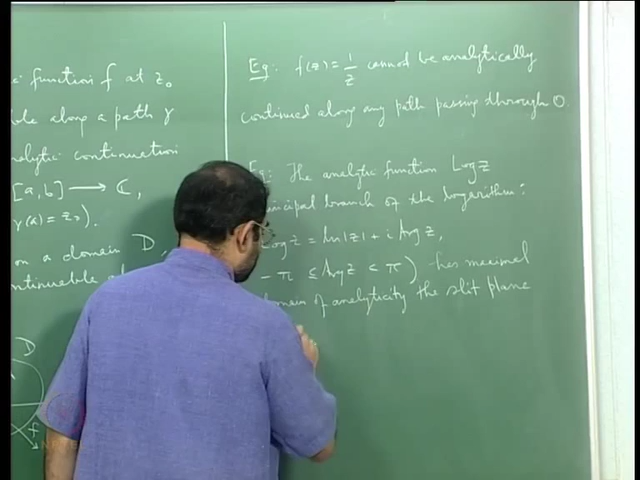 function f at z₀
along a path γ
analytic continuation
[a,b] ⟶ ℂ,
γ(a) = z₀).
on a domain D,
D
f
Eg: f(z) = 1/z cannot be analytically
continued along any path passing through 0.
Eg: The analytic function Log z
principal branch of the logarithm:
Log z = ln|z| + i Arg z,
-π ≤ Arg z < π) has maximal
domain of analyticity the slit plane